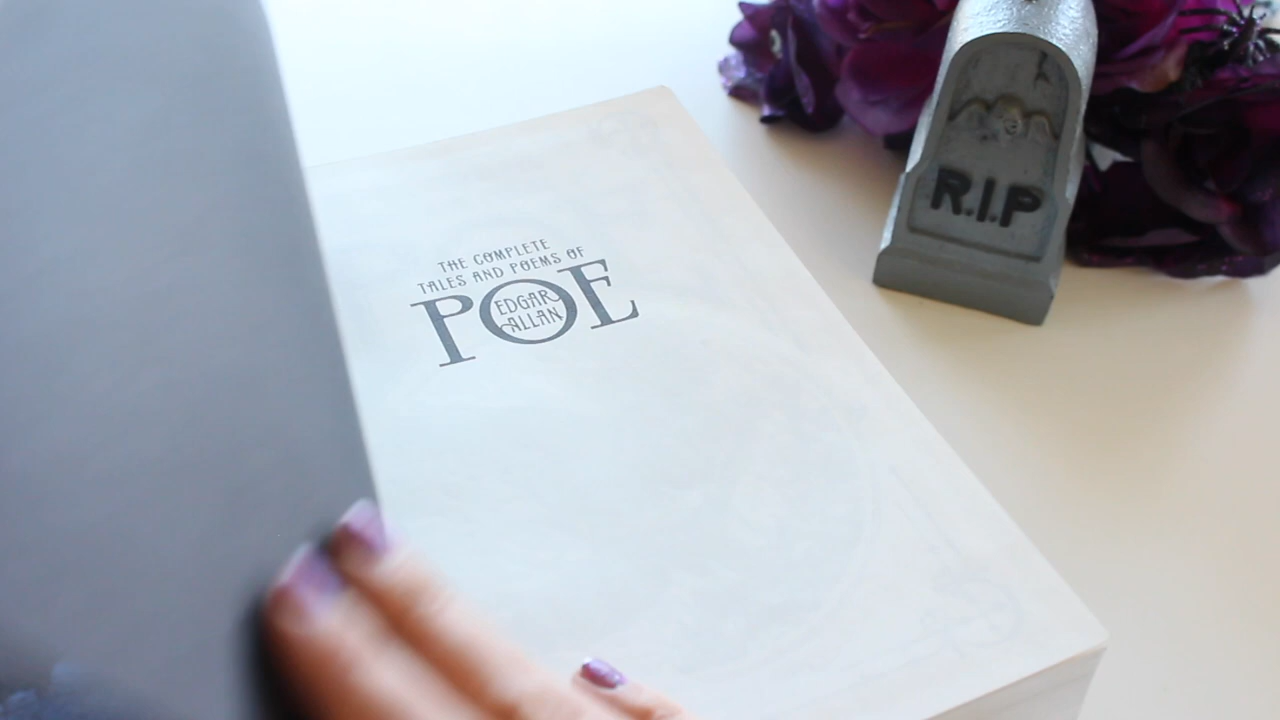 THE COMPLETE
TALES AND POEMS OF
POE
EDGAR
ALLAN
R.I.P